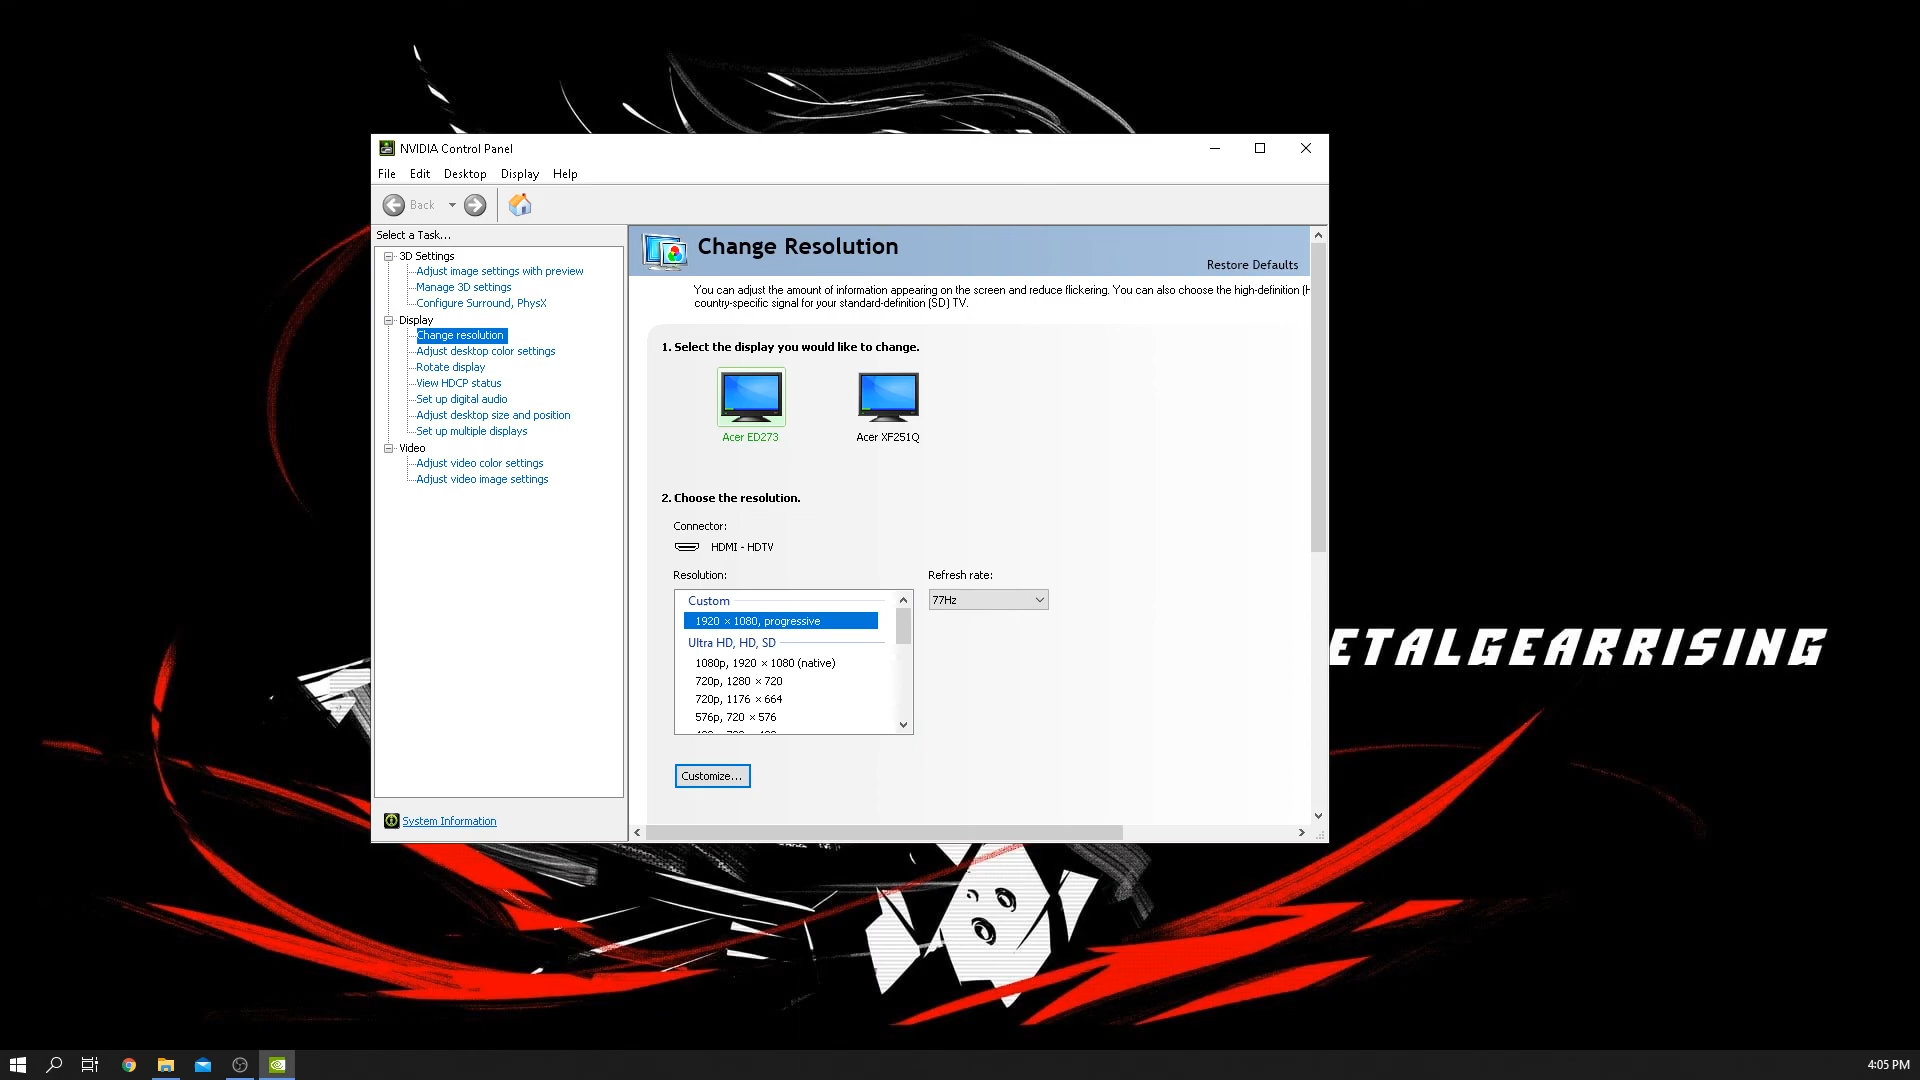 NVIDIA Control Panel
File Edit Desktop Display Help
Back
Select a Task...
3D Settings
Adjust image settings with preview
Manage 3D settings
Configure Surround, PhysX
Display
Change resolution
Adjust desktop color settings
Rotate display
View HDCP status
Set up digital audio
Adjust desktop size and position
Set up multiple displays
Video
Adjust video color settings
Adjust video image settings
System Information
Change Resolution
Restore Defaults
You can adjust the amount of information appearing on the screen and reduce flickering. You can also choose the high-definition (H
country-specific signal for your standard-definition (SD) TV.
1. Select the display you would like to change.
Acer ED273
Acer XF251Q
2. Choose the resolution.
Connector:
HDMI - HDTV
Resolution:
Refresh rate:
77Hz
Custom
1920 × 1080, progressive
Ultra HD, HD, SD
1080p, 1920 × 1080 (native)
720p, 1280 × 720
720p, 1176 × 664
576p, 720 × 576
Customize...
ETALGEARRISING
4:05 PM